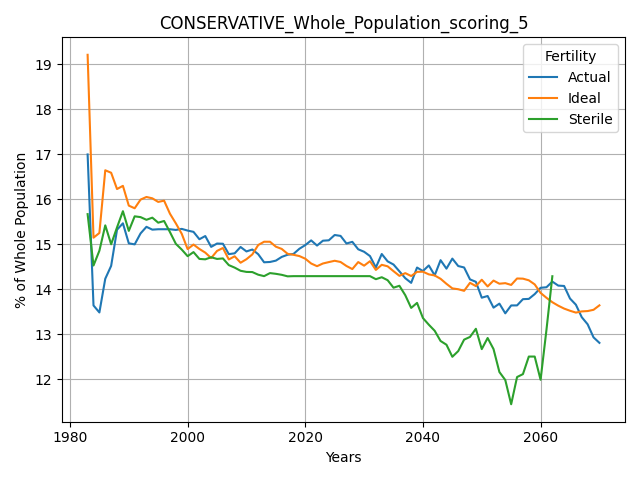 CONSERVATIVE_Whole_Population_scoring_5
Fertility
Actual
Ideal
Sterile
% of Whole Population
19
18
17
16
15
14
13
12
1980
2000
2020
2040
2060
Years